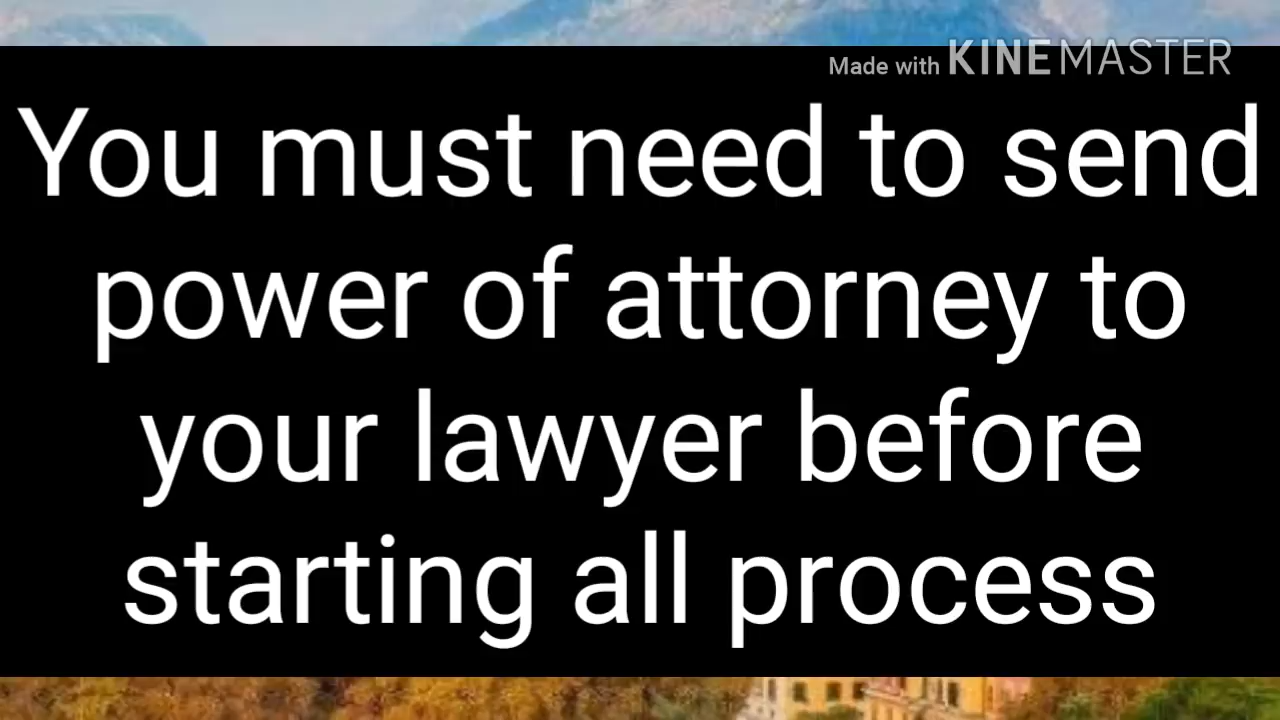 Made with KINEMASTER
You must need to send
power of attorney to
your lawyer before
starting all process